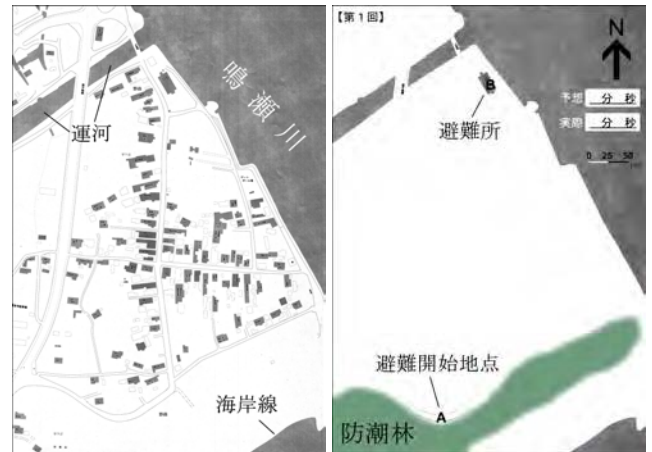 鳴瀬川
運河
海岸線
【第1回】
N
B
避難所
予想 分 秒
実際 分 秒
0 25 50
避難開始地点
A
防潮林